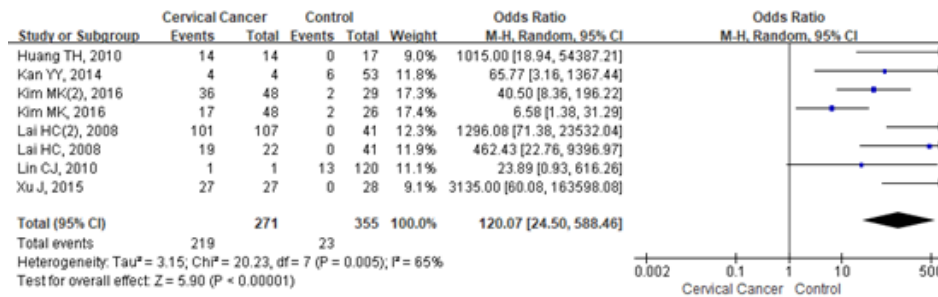 Cervical Cancer Control Odds Ratio Odds Ratio
Study or Subgroup Events Total Events Total Weight M-H, Random, 95% CI M-H, Random, 95% CI
Huang TH, 2010 14 14 0 17 9.0% 1015.00 [18.94, 54387.21]
Kan YY, 2014 4 4 6 53 11.8% 65.77 [3.16, 1367.44]
Kim MK(2), 2016 36 48 2 29 17.3% 40.50 [8.36, 196.22]
Kim MK, 2016 17 48 2 26 17.4% 6.58 [1.38, 31.29]
Lai HC(2), 2008 101 107 0 41 12.3% 1296.08 [71.38, 23532.04]
Lai HC, 2008 19 22 0 41 11.9% 462.43 [22.76, 9396.97]
Lin CJ, 2010 1 1 13 120 11.1% 23.89 [0.93, 616.26]
Xu J, 2015 27 27 0 28 9.1% 3135.00 [60.08, 163598.08]
Total (95% CI) 271 355 100.0% 120.07 [24.50, 588.46]
Total events 219 23
Heterogeneity: Tau² = 3.15; Chi² = 20.23, df = 7 (P = 0.005); I² = 65%
Test for overall effect: Z = 5.90 (P < 0.00001)
0.002 0.1 1 10 500
Cervical Cancer Control